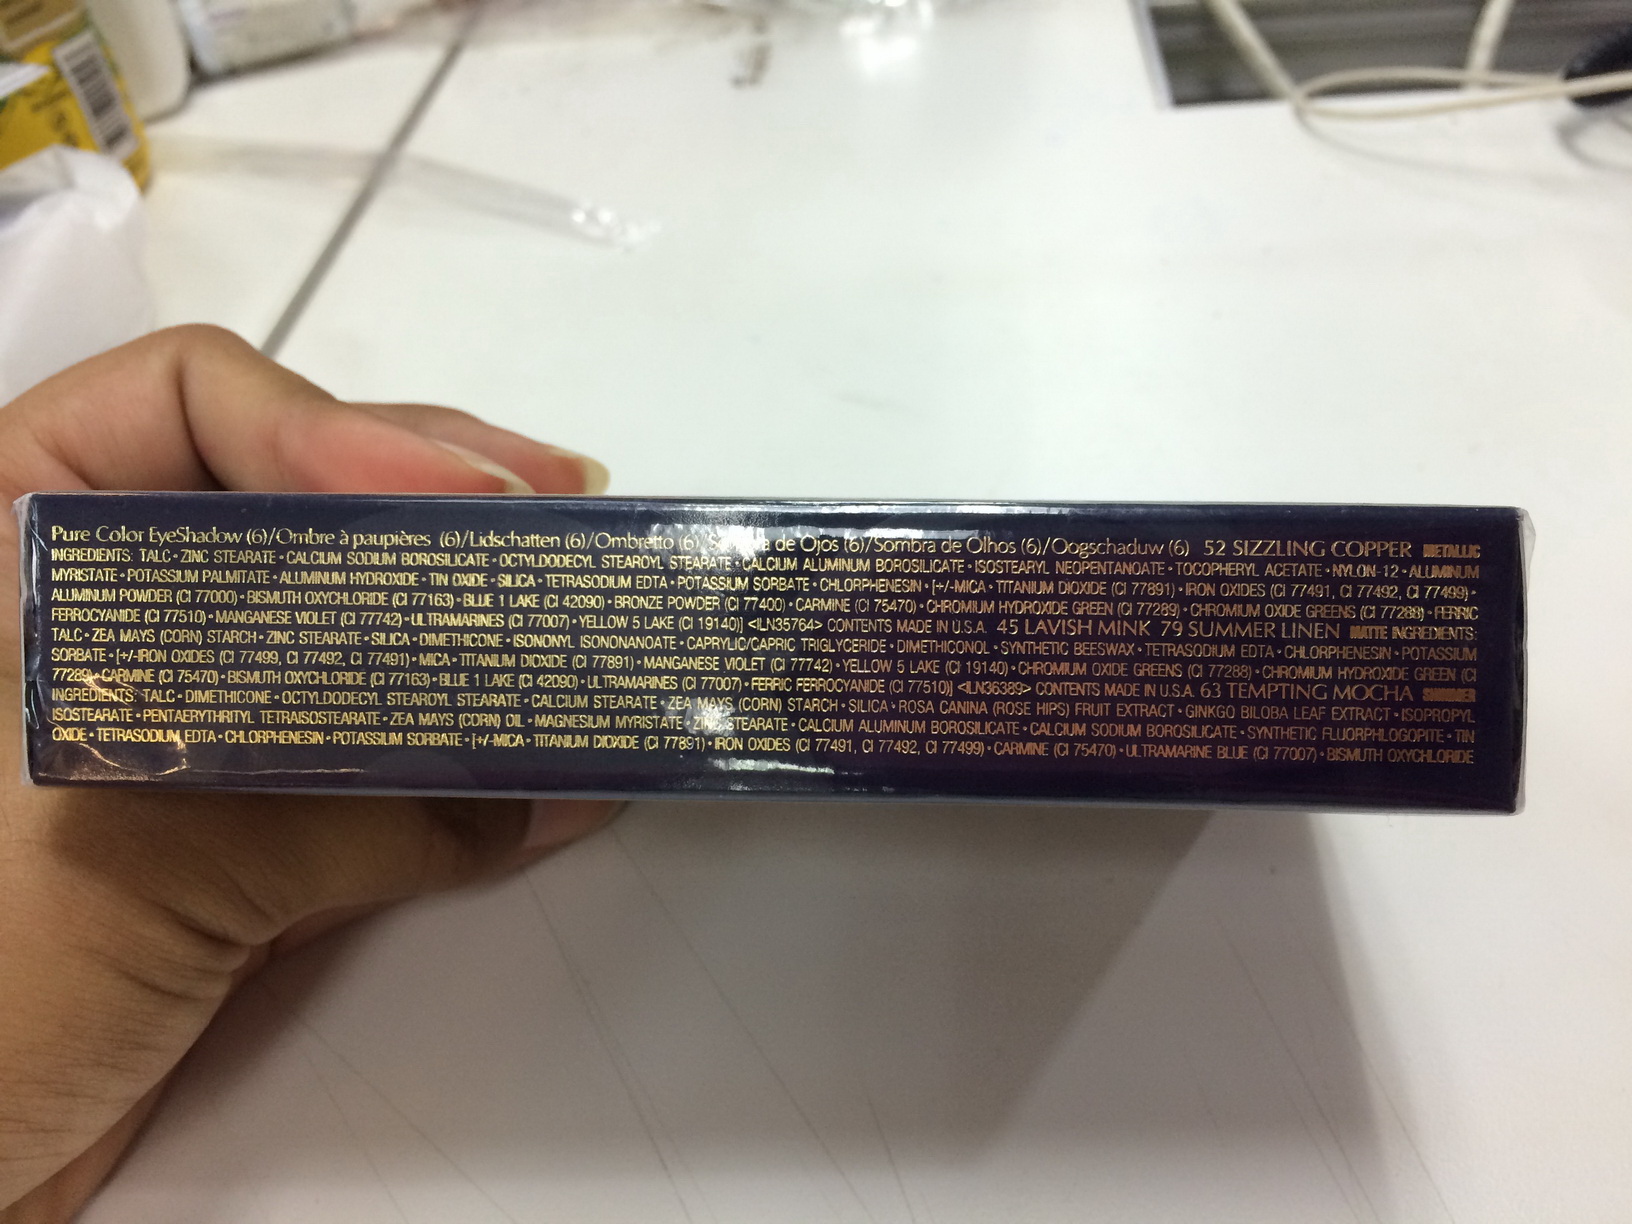 Pure Color EyeShadow (6)/Ombre à paupières (6)/Lidschatten (6)/Ombretto (6) de Ojos (6)/Sombra de Olhos (6)/Oogschaduw (6) 52 SIZZLING COPPER METALLIC
INGREDIENTS: TALC • ZINC STEARATE • CALCIUM SODIUM BOROSILICATE • OCTYLDODECYL STEAROYL STEARATE • CALCIUM ALUMINUM BOROSILICATE • ISOSTEARYL NEOPENTANOATE • TOCOPHERYL ACETATE • NYLON-12 • ALUMINUM
MYRISTATE • POTASSIUM PALMITATE • ALUMINUM HYDROXIDE • TIN OXIDE • SILICA • TETRASODIUM EDTA • POTASSIUM SORBATE • CHLORPHENESIN • [+/-MICA • TITANIUM DIOXIDE (CI 77891) • IRON OXIDES (CI 77491, CI 77492, CI 77499) •
ALUMINUM POWDER (CI 77000) • BISMUTH OXYCHLORIDE (CI 77163) • BLUE 1 LAKE (CI 42090) • BRONZE POWDER (CI 77400) • CARMINE (CI 75470) • CHROMIUM HYDROXIDE GREEN (CI 77289) • CHROMIUM OXIDE GREENS (CI 77288) • FERRIC
FERROCYANIDE (CI 77510) • MANGANESE VIOLET (CI 77742) • ULTRAMARINES (CI 77007) • YELLOW 5 LAKE (CI 19140)] <ILN35764> CONTENTS MADE IN U.S.A. 45 LAVISH MINK 79 SUMMER LINEN MATTE INGREDIENTS:
TALC • ZEA MAYS (CORN) STARCH • ZINC STEARATE • SILICA • DIMETHICONE • ISONONYL ISONONANOATE • CAPRYLIC/CAPRIC TRIGLYCERIDE • DIMETHICONOL • SYNTHETIC BEESWAX • TETRASODIUM EDTA • CHLORPHENESIN • POTASSIUM
SORBATE • [+/-IRON OXIDES (CI 77499, CI 77492, CI 77491) • MICA • TITANIUM DIOXIDE (CI 77891) • MANGANESE VIOLET (CI 77742) • YELLOW 5 LAKE (CI 19140) • CHROMIUM OXIDE GREENS (CI 77288) • CHROMIUM HYDROXIDE GREEN (CI
77289) • CARMINE (CI 75470) • BISMUTH OXYCHLORIDE (CI 77163) • BLUE 1 LAKE (CI 42090) • ULTRAMARINES (CI 77007) • FERRIC FERROCYANIDE (CI 77510)] <ILN36389> CONTENTS MADE IN U.S.A. 63 TEMPTING MOCHA SHIMMER
INGREDIENTS: TALC • DIMETHICONE • OCTYLDODECYL STEAROYL STEARATE • CALCIUM STEARATE • ZEA MAYS (CORN) STARCH • SILICA • ROSA CANINA (ROSE HIPS) FRUIT EXTRACT • GINKGO BILOBA LEAF EXTRACT • ISOPROPYL
ISOSTEARATE • PENTAERYTHRITYL TETRAISOSTEARATE • ZEA MAYS (CORN) OIL • MAGNESIUM MYRISTATE • ZINC STEARATE • CALCIUM ALUMINUM BOROSILICATE • CALCIUM SODIUM BOROSILICATE • SYNTHETIC FLUORPHLOGOPITE • TIN
OXIDE • TETRASODIUM EDTA • CHLORPHENESIN • POTASSIUM SORBATE • [+/-MICA • TITANIUM DIOXIDE (CI 77891) • IRON OXIDES (CI 77491, CI 77492, CI 77499) • CARMINE (CI 75470) • ULTRAMARINE BLUE (CI 77007) • BISMUTH OXYCHLORIDE